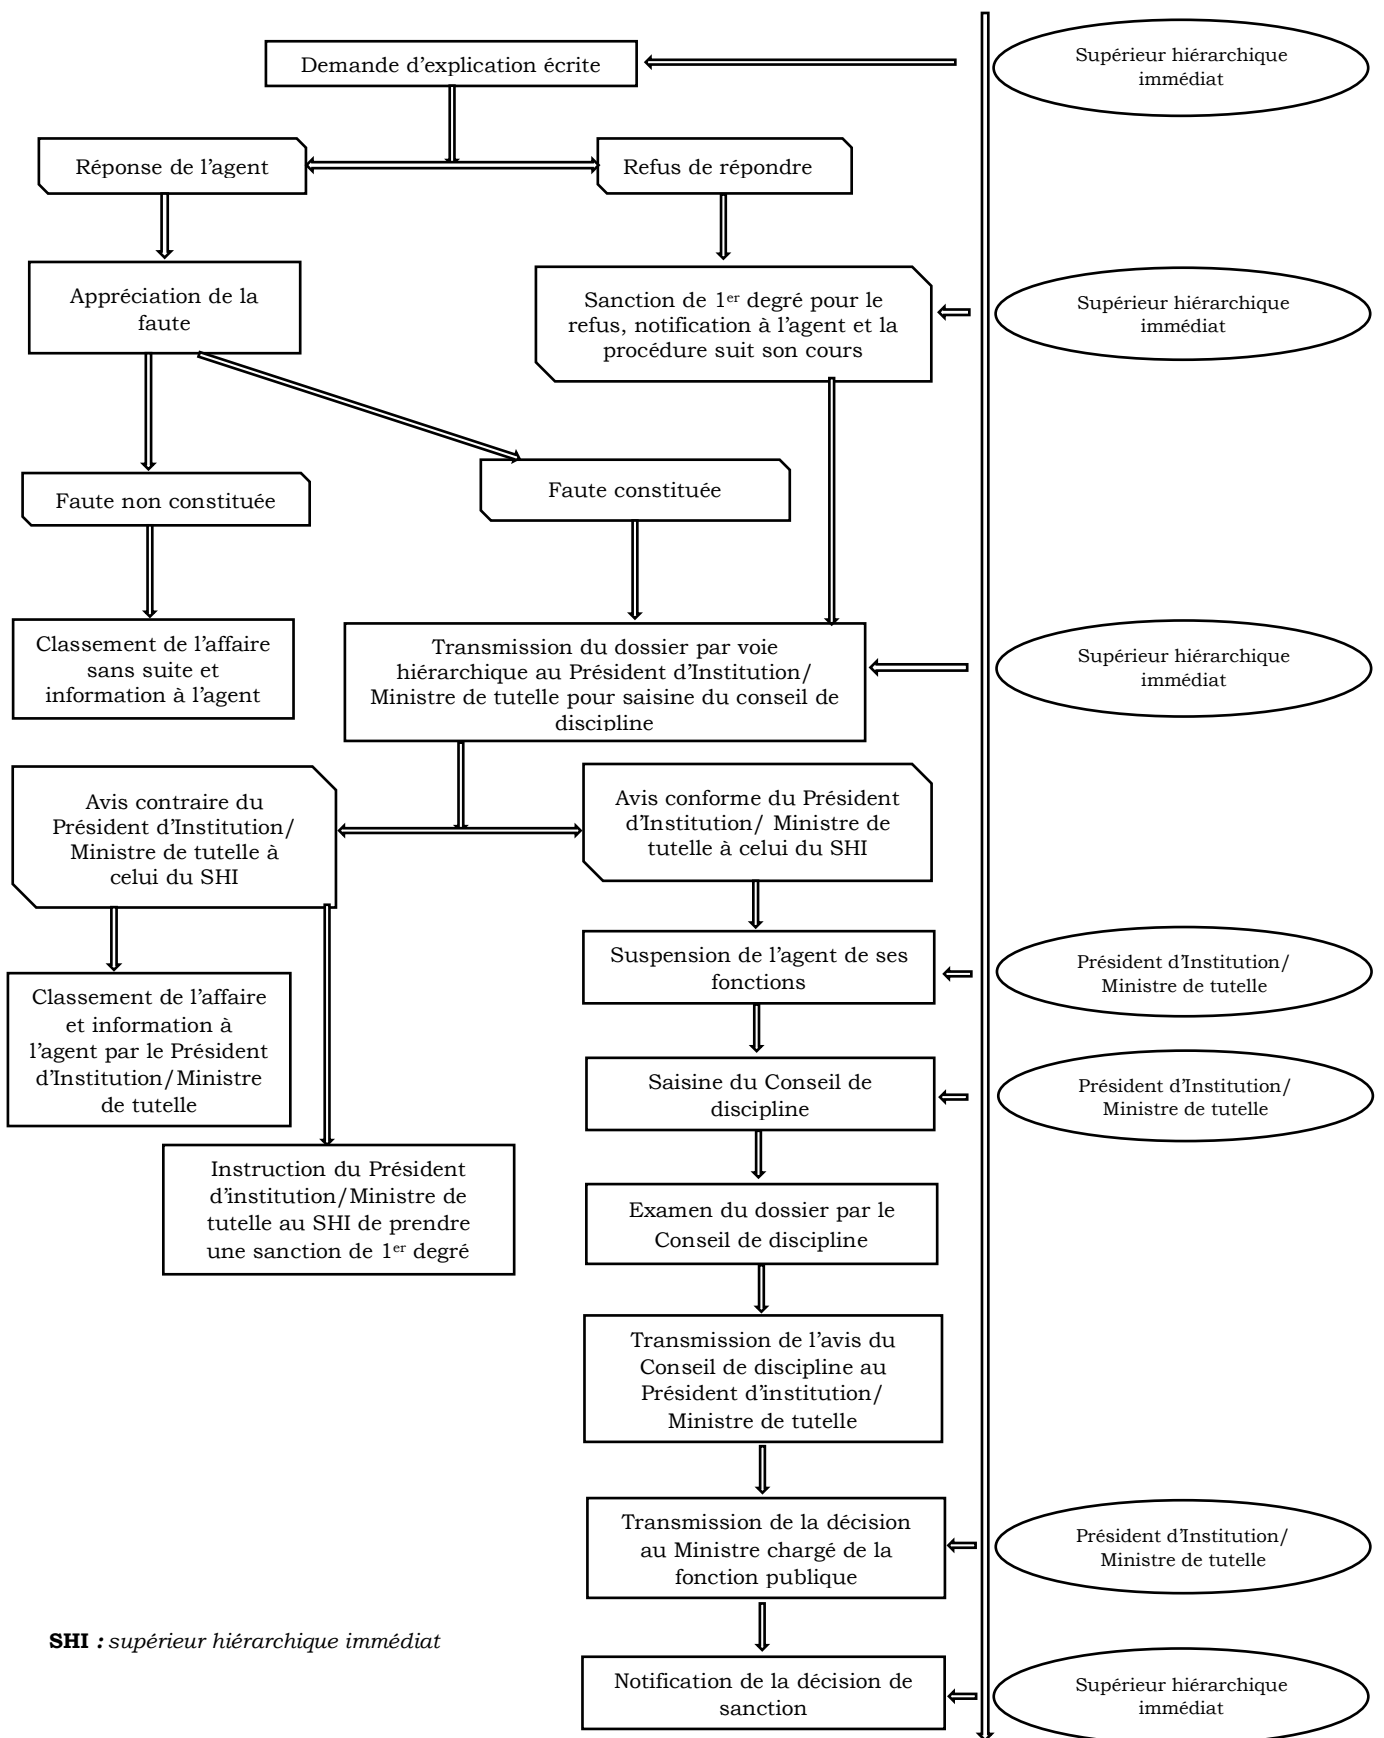 Demande d'explication écrite
Supérieur hiérarchique
immédiat
Réponse de l'agent
Refus de répondre
Appréciation de la
faute
Sanction de 1er degré pour le
refus, notification à l'agent et la
procédure suit son cours
Supérieur hiérarchique
immédiat
Faute non constituée
Faute constituée
Classement de l'affaire
sans suite et
information à l'agent
Transmission du dossier par voie
hiérarchique au Président d'Institution/
Ministre de tutelle pour saisine du conseil de
discipline
Supérieur hiérarchique
immédiat
Avis contraire du
Président d'Institution/
Ministre de tutelle à
celui du SHI
Avis conforme du Président
d'Institution/ Ministre de
tutelle à celui du SHI
Suspension de l'agent de ses
fonctions
Président d'Institution/
Ministre de tutelle
Classement de l'affaire
et information à
l'agent par le Président
d'Institution/Ministre
de tutelle
Saisine du Conseil de
discipline
Président d'Institution/
Ministre de tutelle
Instruction du Président
d'institution/Ministre de
tutelle au SHI de prendre
une sanction de 1er degré
Examen du dossier par le
Conseil de discipline
Transmission de l'avis du
Conseil de discipline au
Président d'institution/
Ministre de tutelle
Transmission de la décision
au Ministre chargé de la
fonction publique
Président d'Institution/
Ministre de tutelle
SHI : supérieur hiérarchique immédiat
Notification de la décision de
sanction
Supérieur hiérarchique
immédiat